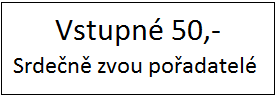 Vstupné 50,-
Srdečně zvou pořadatelé